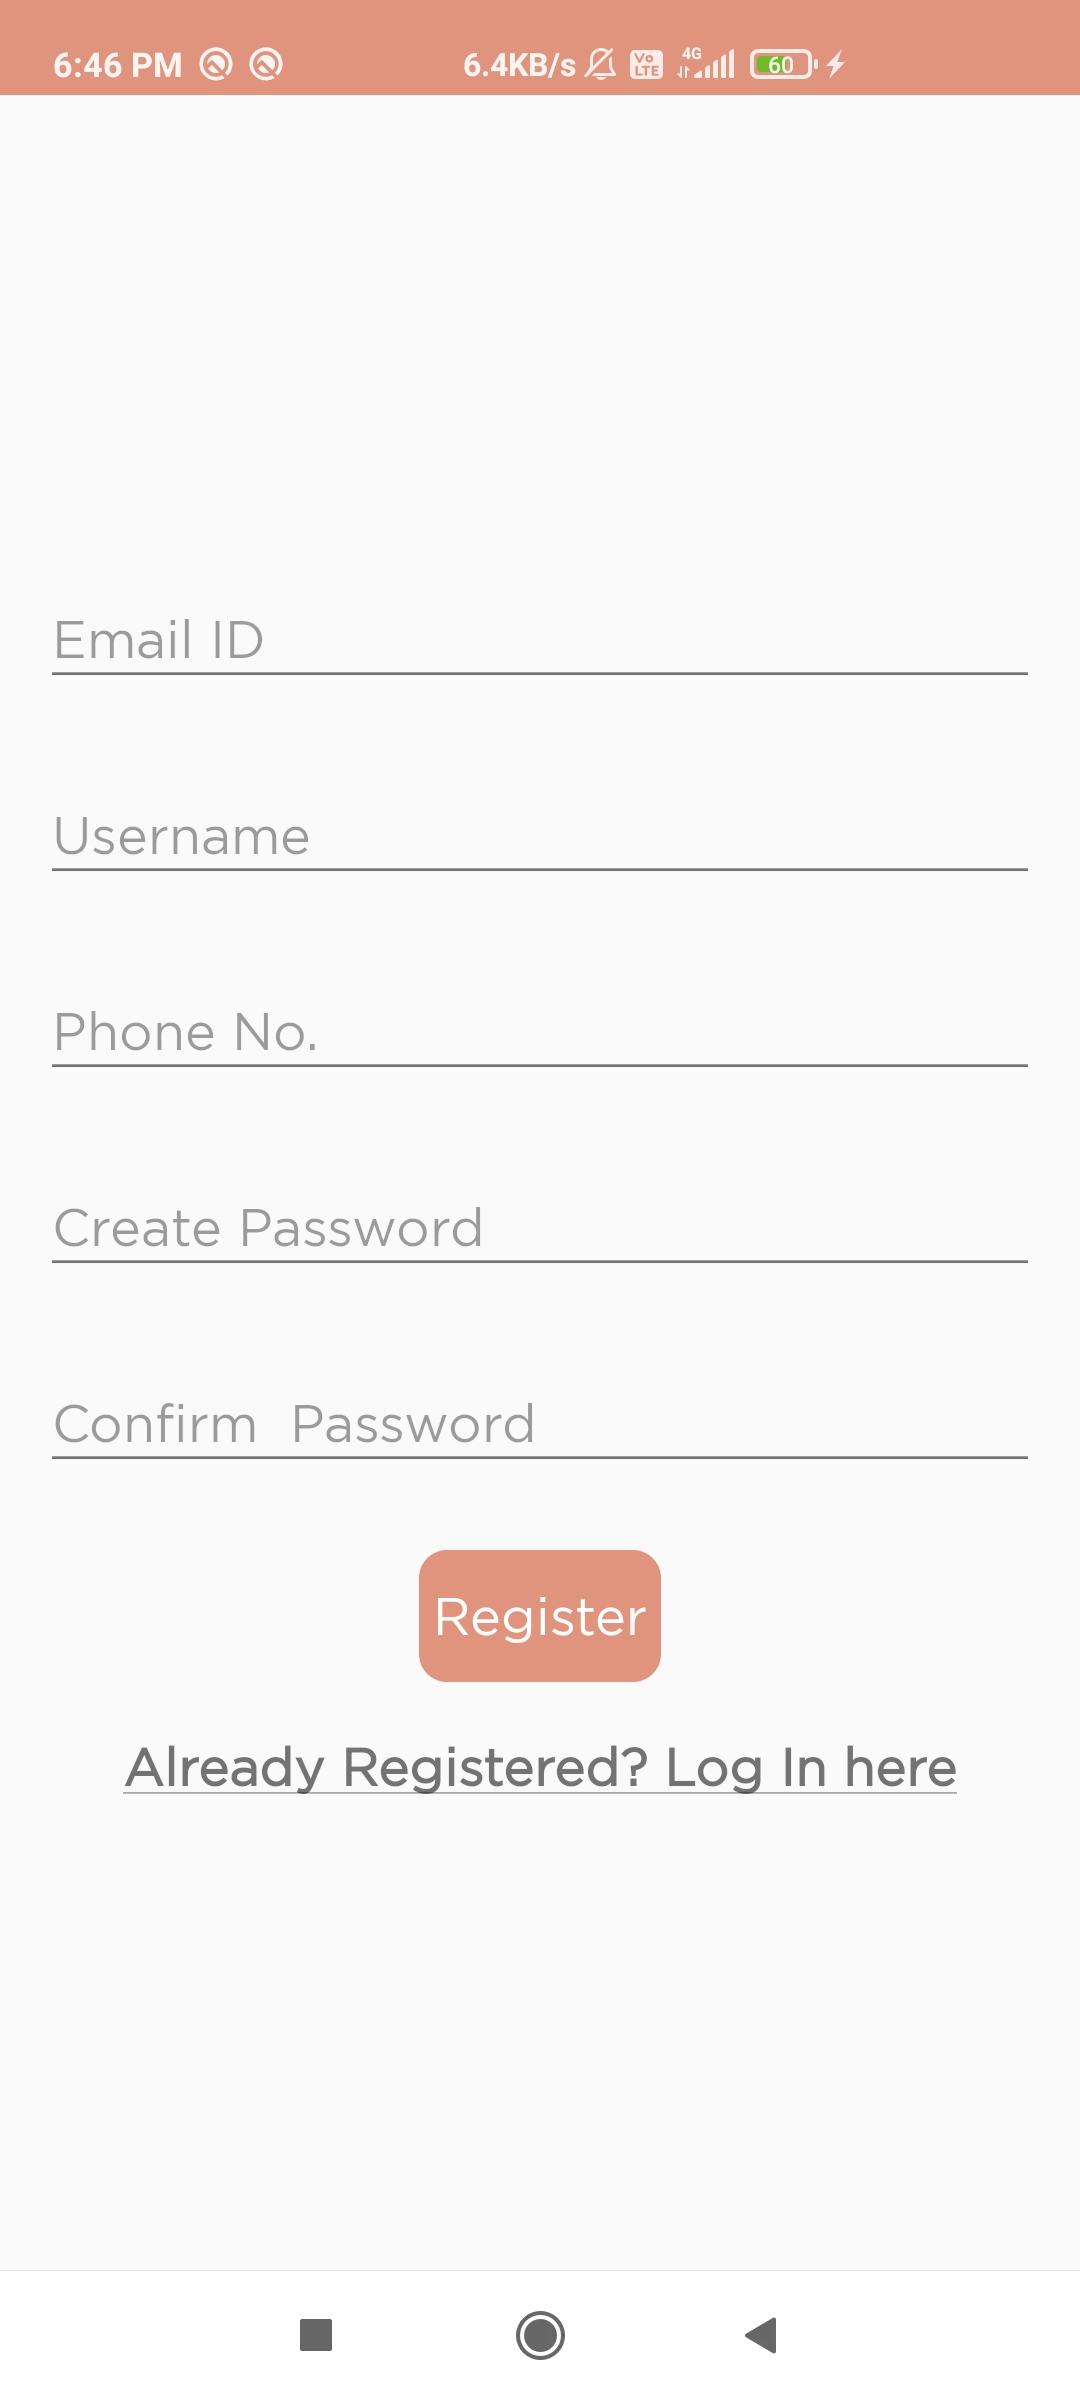 6:46 PM 6.4KB/s Vo LTE 4G 60
Email ID
Username
Phone No.
Create Password
Confirm  Password
Register
Already Registered? Log In here